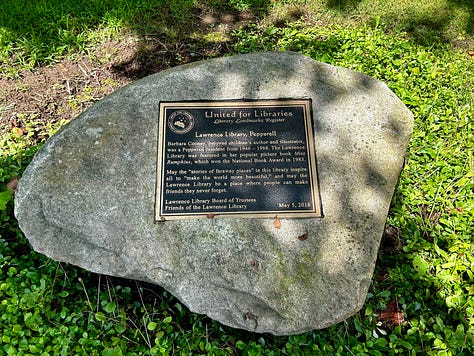 United for Libraries
Literary Landmarks Register
Lawrence Library, Pepperell
Barbara Cooney, beloved children's author and illustrator,
was a Pepperell resident from 1946 – 1988. The Lawrence
Library was featured in her popular picture book Miss
Rumphius, which won the National Book Award in 1983.
May the "stories of faraway places" in this library inspire
all to "make the world more beautiful," and may the
Lawrence Library be a place where people can make
friends they never forget.
Lawrence Library Board of Trustees
Friends of the Lawrence Library May 5, 2018